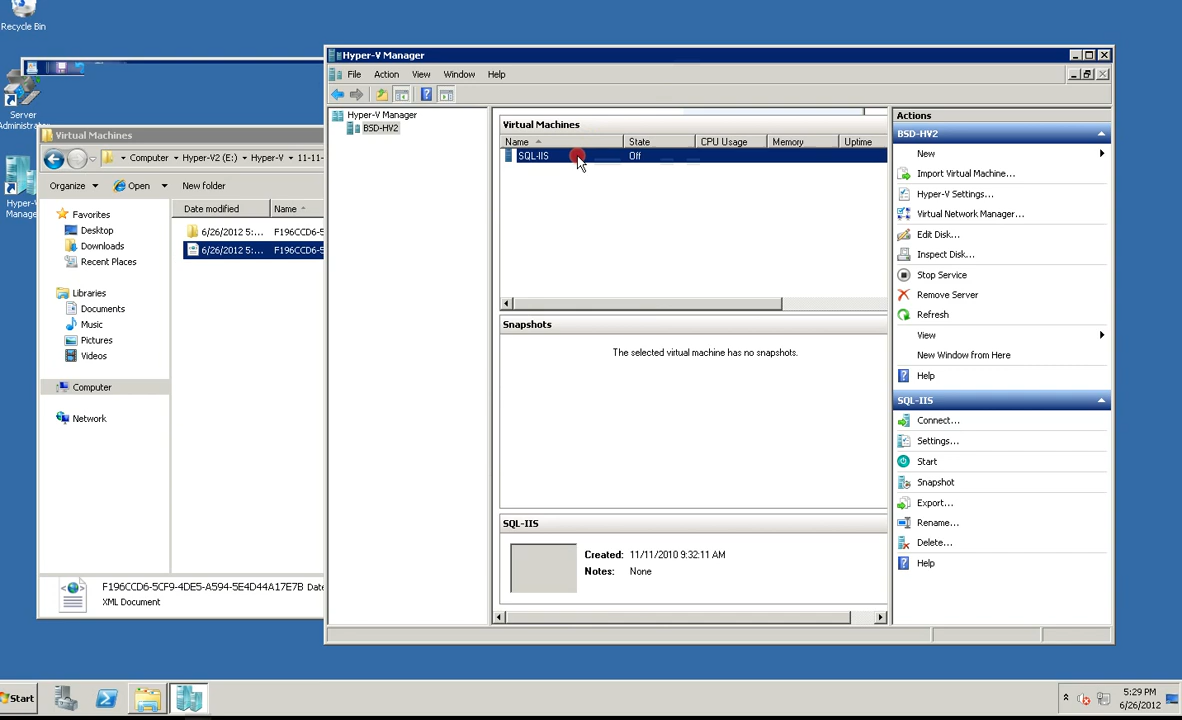 Recycle Bin
Server
Administrator
Hyper-V
Manager
Virtual Machines
Computer
Hyper-V2 (E:)
Hyper-V
11-11-
Organize
Open
New folder
Favorites
Desktop
Downloads
Recent Places
Libraries
Documents
Music
Pictures
Videos
Computer
Network
Date modified
Name
6/26/2012 5:...
F196CCD6-5
6/26/2012 5:...
F196CCD6-5
F196CCD6-5CF9-4DE5-A594-5E4D44A17E7B Date
XML Document
Hyper-V Manager
File
Action
View
Window
Help
Hyper-V Manager
BSD-HV2
Virtual Machines
Name
State
CPU Usage
Memory
Uptime
SQL-IIS
Off
Snapshots
The selected virtual machine has no snapshots.
SQL-IIS
Created: 11/11/2010 9:32:11 AM
Notes: None
Actions
BSD-HV2
New
Import Virtual Machine...
Hyper-V Settings...
Virtual Network Manager...
Edit Disk...
Inspect Disk...
Stop Service
Remove Server
Refresh
View
New Window from Here
Help
SQL-IIS
Connect...
Settings...
Start
Snapshot
Export...
Rename...
Delete...
Help
Start
5:29 PM
6/26/2012